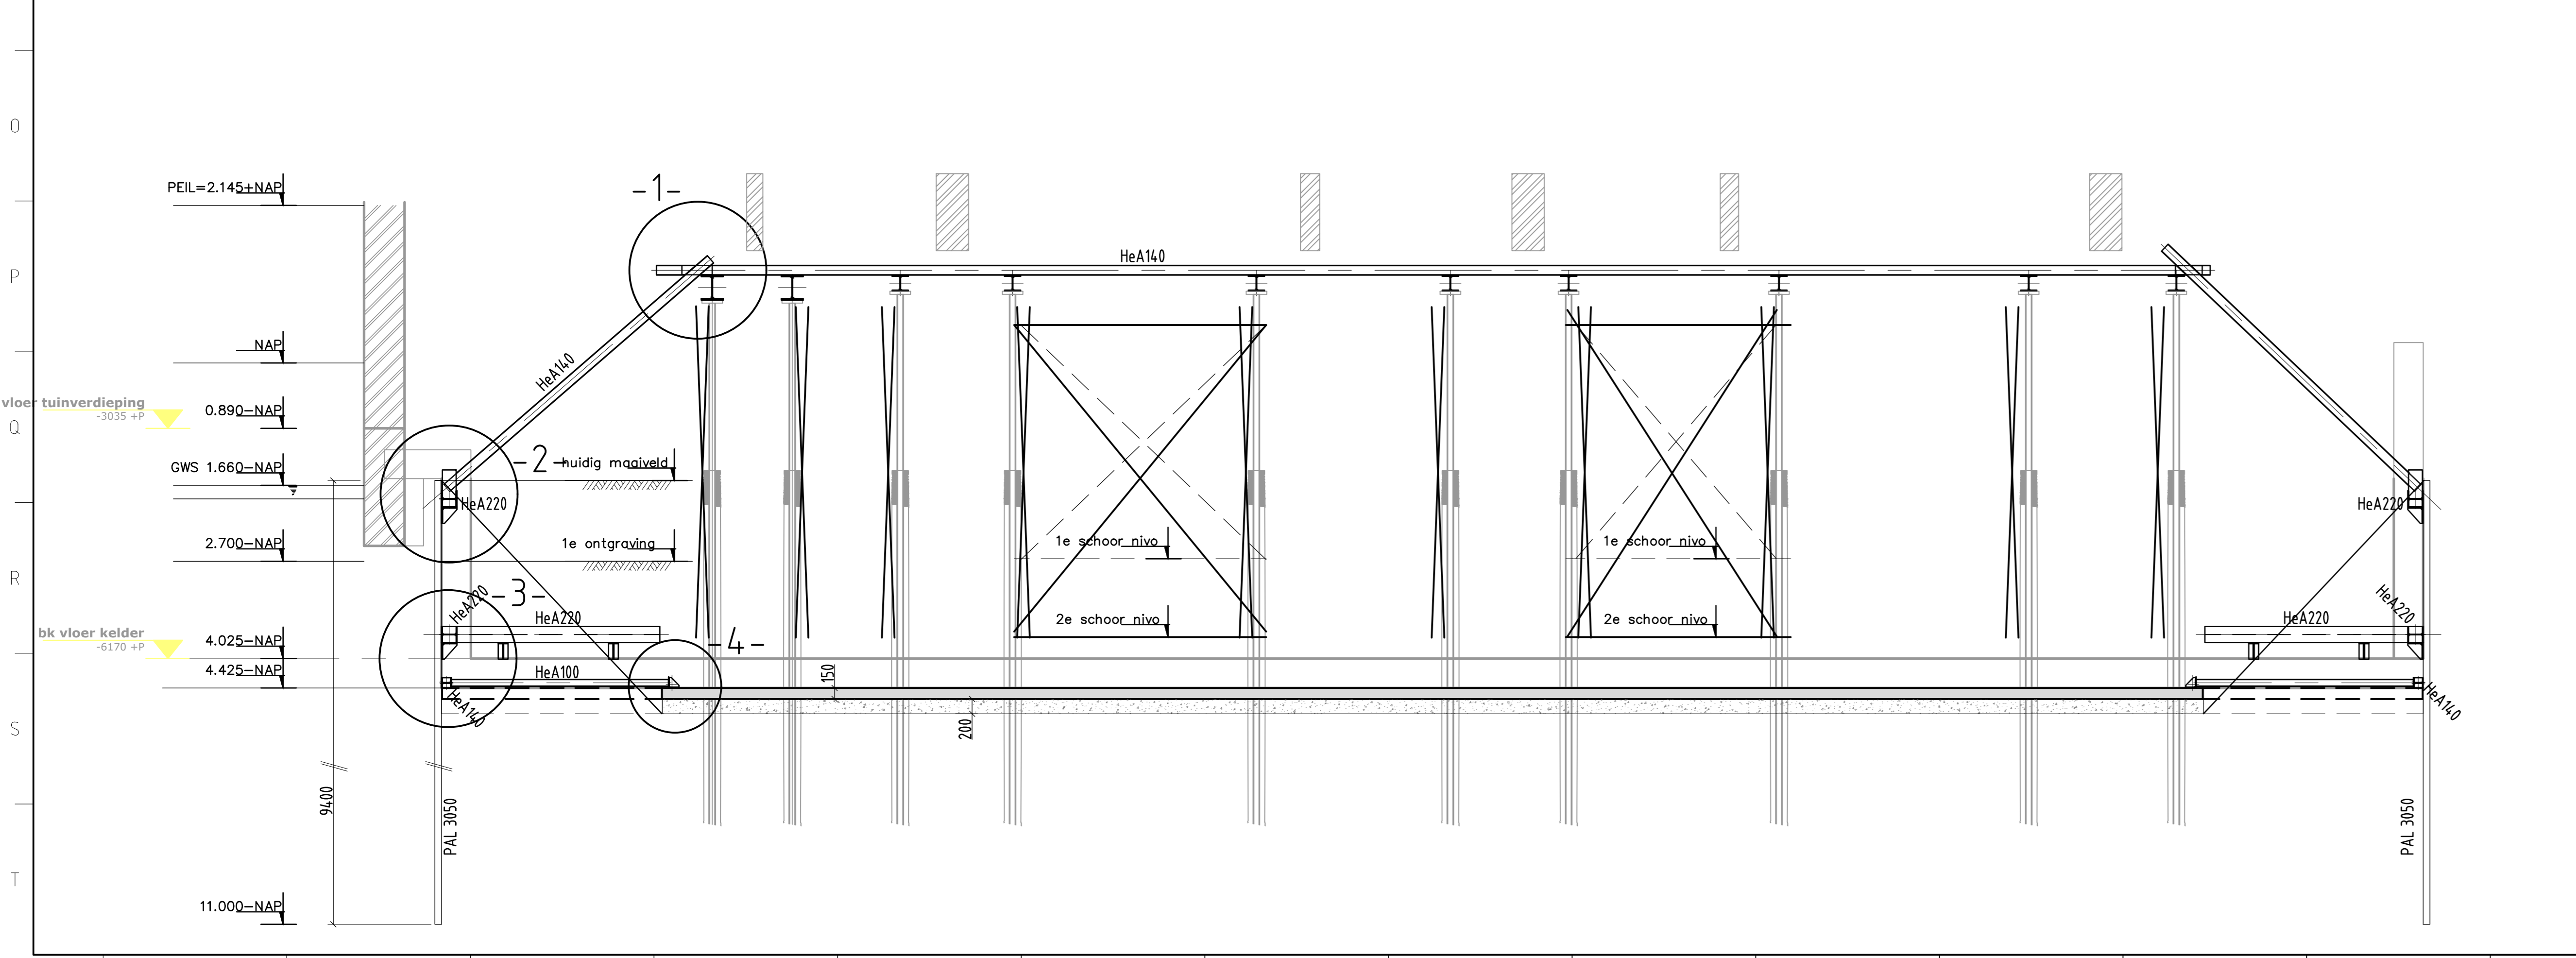 O
P
Q
R
S
T
PEIL=2.145+NAP
NAP
vloer tuinverdieping
-3035 +P
0.890-NAP
GWS 1.660-NAP
2.700-NAP
bk vloer kelder
-6170 +P
4.025-NAP
4.425-NAP
11.000-NAP
9400
PAL 3050
-1-
HeA140
HeA140
-2-
huidig maaiveld
HeA220
1e ontgraving
-3-
HeA220
HeA220
-4-
HeA100
HeA140
150
200
1e schoor nivo
2e schoor nivo
1e schoor nivo
2e schoor nivo
HeA220
HeA220
HeA220
HeA140
PAL 3050